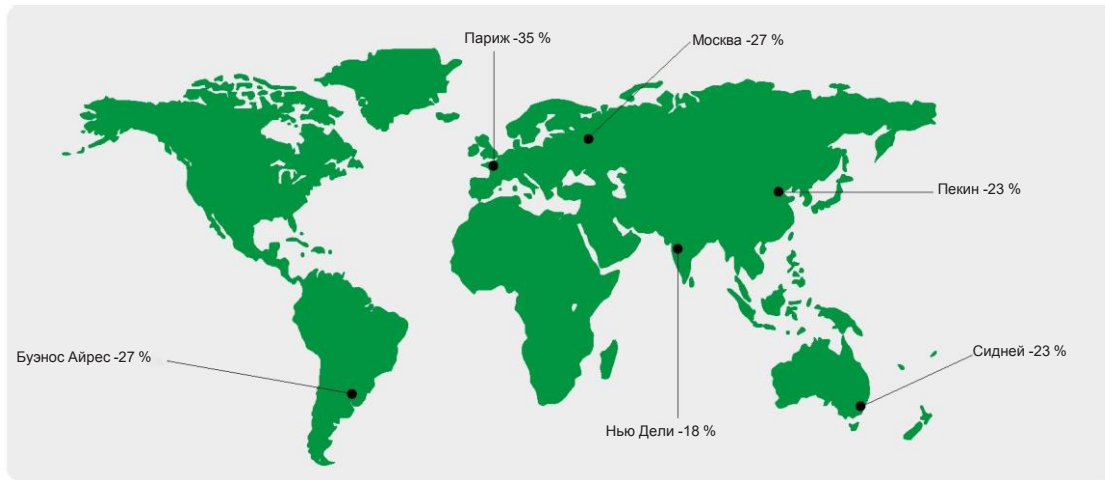 Париж -35 %
Москва -27 %
Пекин -23 %
Буэнос Айрес -27 %
Сидней -23 %
Нью Дели -18 %